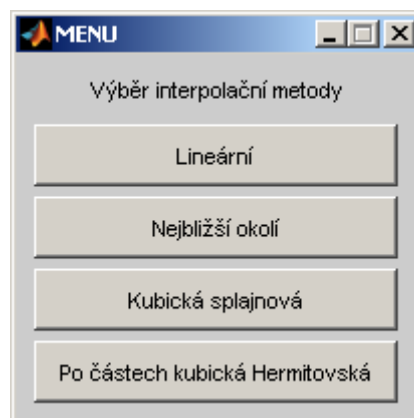 MENU
Výběr interpolační metody
Lineární
Nejbližší okolí
Kubická splajnová
Po částech kubická Hermitovská